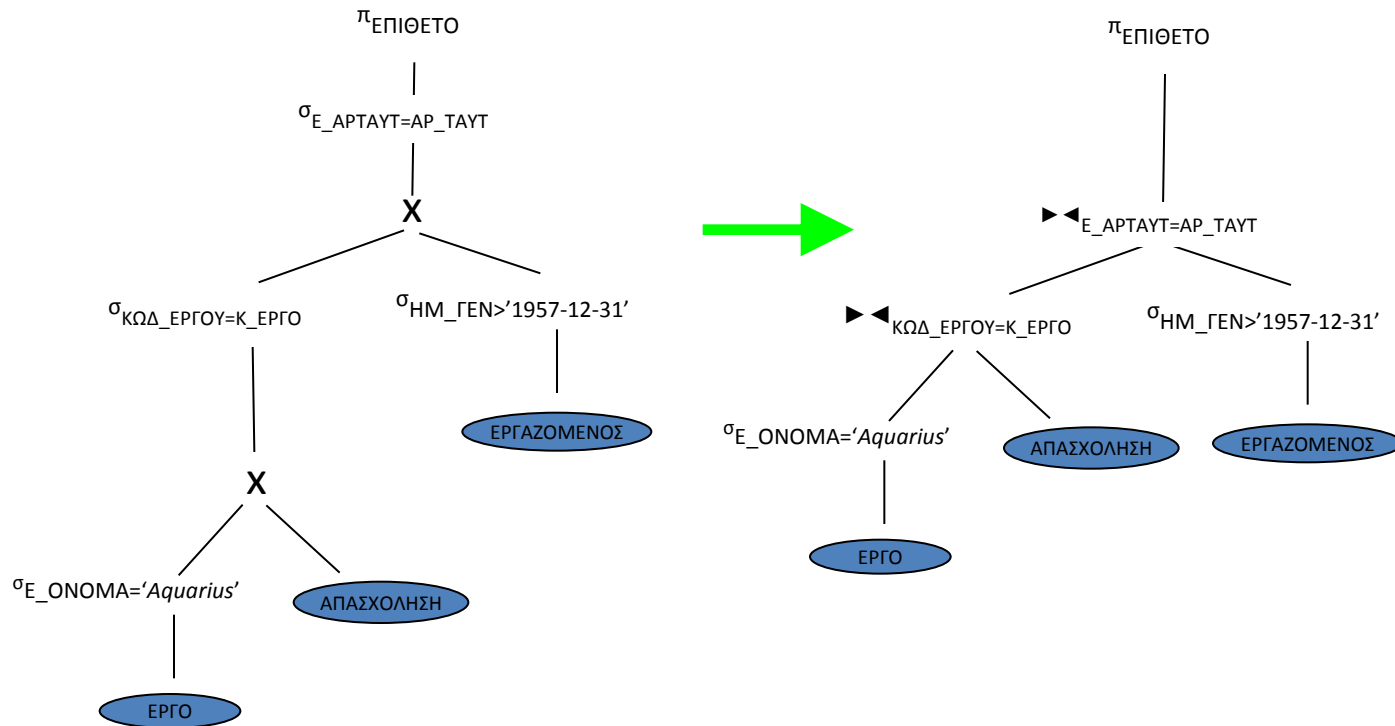 πΕΠΙΘΕΤΟ
σΕ_ΑΡΤΑΥΤ=ΑΡ_ΤΑΥΤ
X
σΚΩΔ_ΕΡΓΟΥ=Κ_ΕΡΓΟ
σΗΜ_ΓΕΝ>’1957-12-31’
ΕΡΓΑΖΟΜΕΝΟΣ
X
σΕ_ΟΝΟΜΑ=‘Aquarius’
ΑΠΑΣΧΟΛΗΣΗ
ΕΡΓΟ
πΕΠΙΘΕΤΟ
►◄Ε_ΑΡΤΑΥΤ=ΑΡ_ΤΑΥΤ
►◄ΚΩΔ_ΕΡΓΟΥ=Κ_ΕΡΓΟ
σΗΜ_ΓΕΝ>’1957-12-31’
σΕ_ΟΝΟΜΑ=‘Aquarius’
ΑΠΑΣΧΟΛΗΣΗ
ΕΡΓΑΖΟΜΕΝΟΣ
ΕΡΓΟ